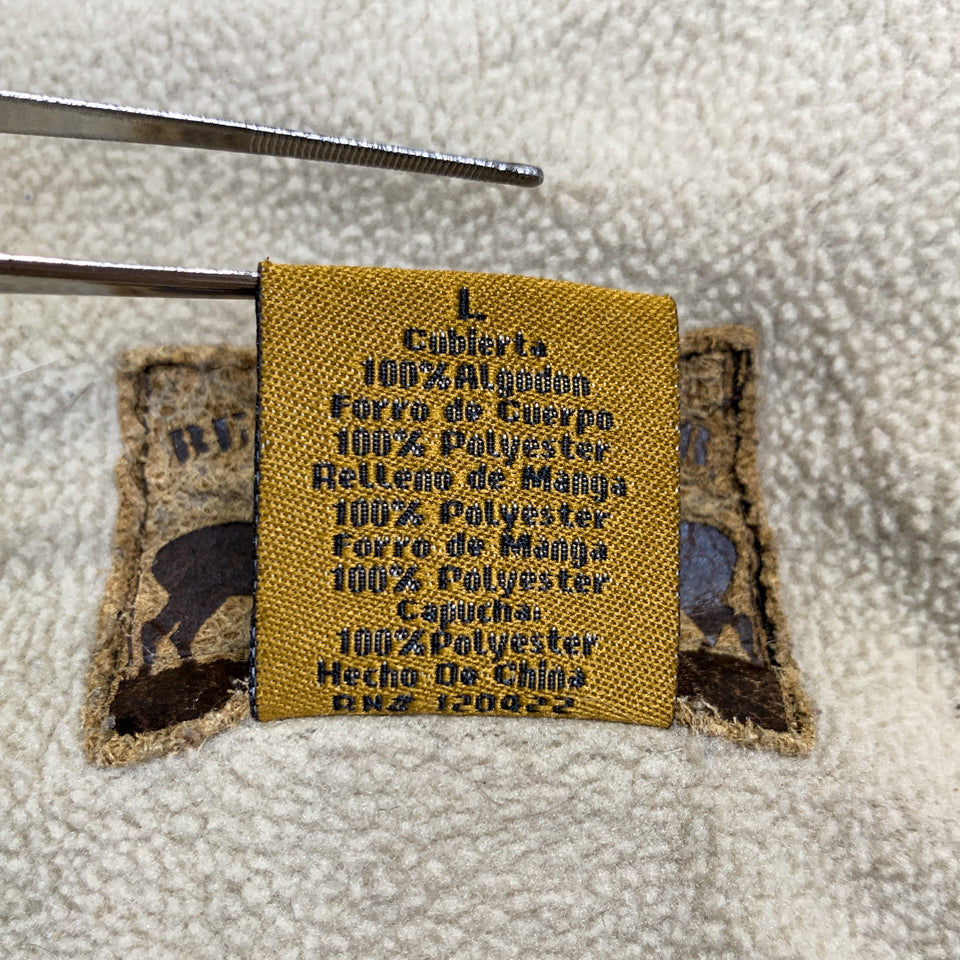 L
Cubierta
100% Algodon
Forro de Cuerpo
100% Polyester
Relleno de Manga
100% Polyester
Forro de Manga
100% Polyester
Capucha:
100% Polyester
Hecho De China
RN# 120922
RE
R